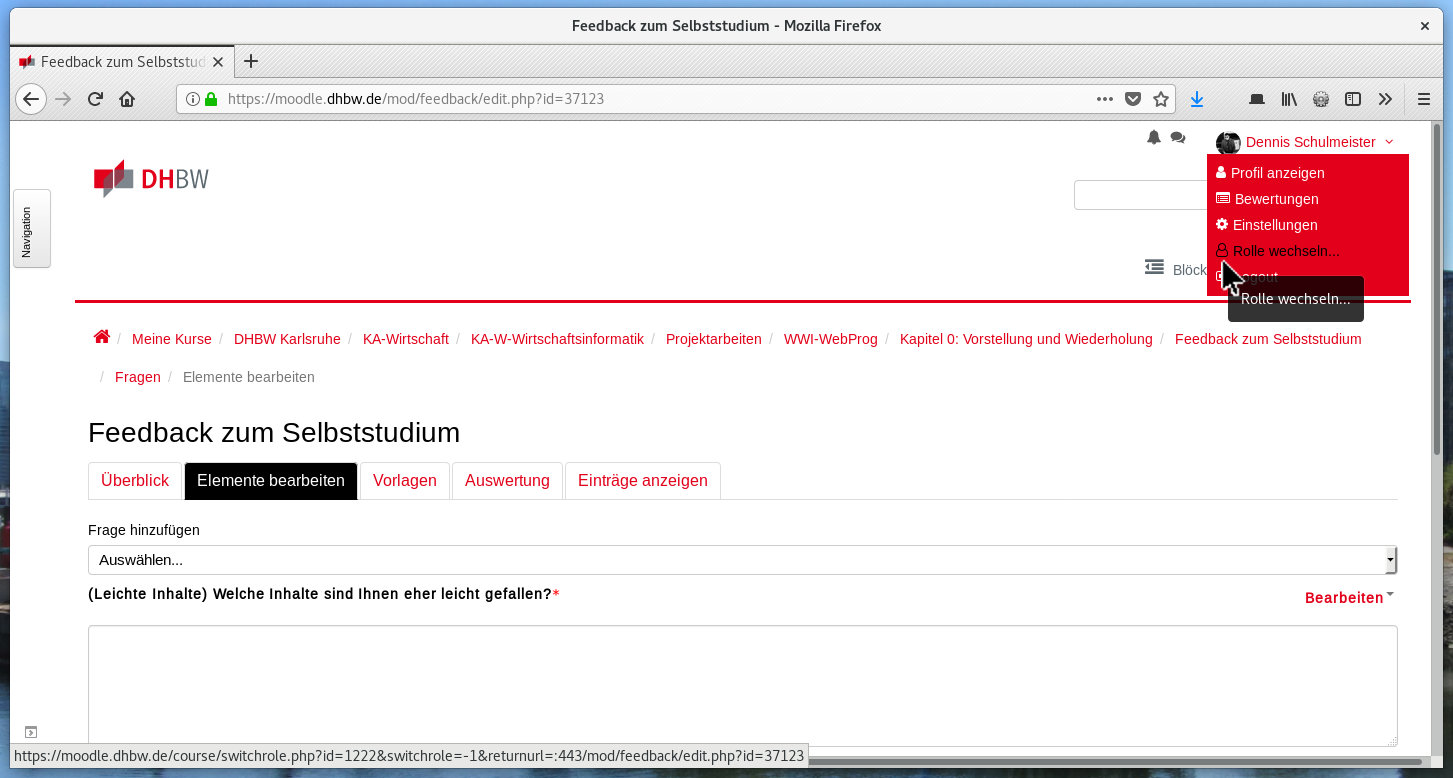 Feedback zum Selbststudium - Mozilla Firefox
Feedback zum Selbststud
https://moodle.dhbw.de/mod/feedback/edit.php?id=37123
Dennis Schulmeister
DHBW
Profil anzeigen
Bewertungen
Einstellungen
Navigation
Rolle wechseln...
Blöck
ogout
Rolle wechseln...
/ Meine Kurse / DHBW Karlsruhe / KA-Wirtschaft / KA-W-Wirtschaftsinformatik / Projektarbeiten / WWI-WebProg / Kapitel 0: Vorstellung und Wiederholung / Feedback zum Selbststudium
/ Fragen / Elemente bearbeiten
Feedback zum Selbststudium
Überblick Elemente bearbeiten Vorlagen Auswertung Einträge anzeigen
Frage hinzufügen
Auswählen...
(Leichte Inhalte) Welche Inhalte sind Ihnen eher leicht gefallen?*
Bearbeiten
https://moodle.dhbw.de/course/switchrole.php?id=1222&switchrole=-1&returnurl=:443/mod/feedback/edit.php?id=37123